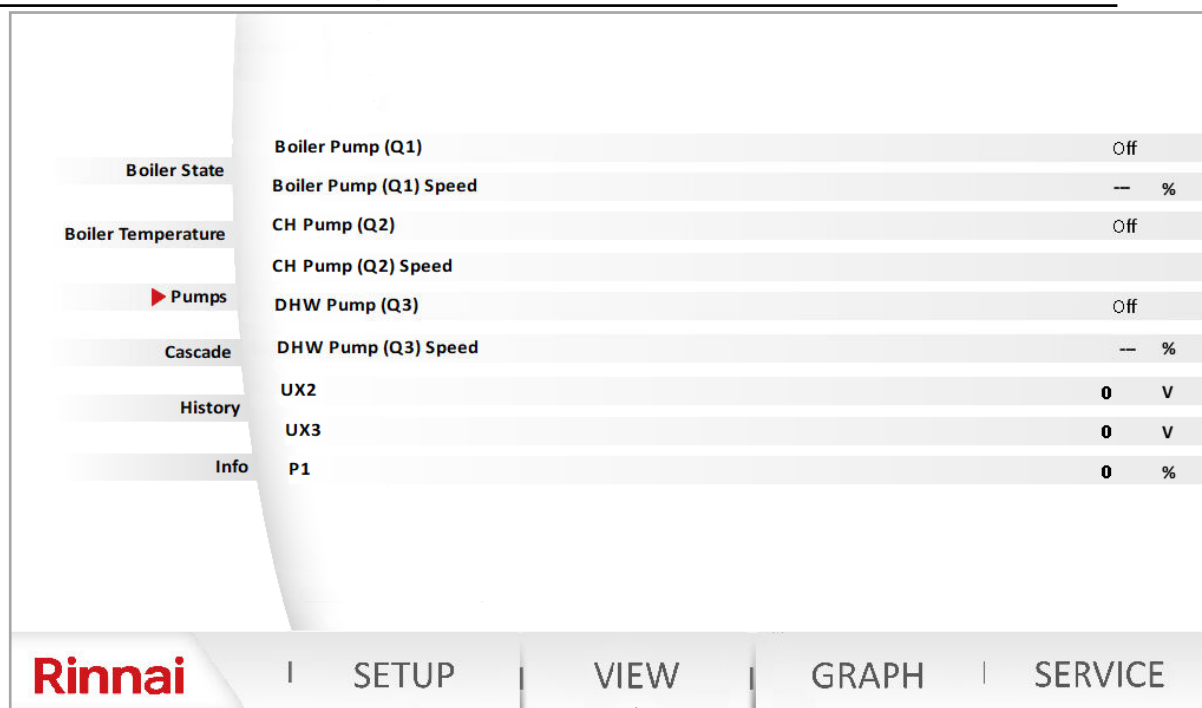 Boiler State
Boiler Temperature
Pumps
Cascade
History
Info
Boiler Pump (Q1) Off
Boiler Pump (Q1) Speed --- %
CH Pump (Q2) Off
CH Pump (Q2) Speed
DHW Pump (Q3) Off
DHW Pump (Q3) Speed --- %
UX2 0 V
UX3 0 V
P1 0 %
Rinnai | SETUP | VIEW | GRAPH | SERVICE